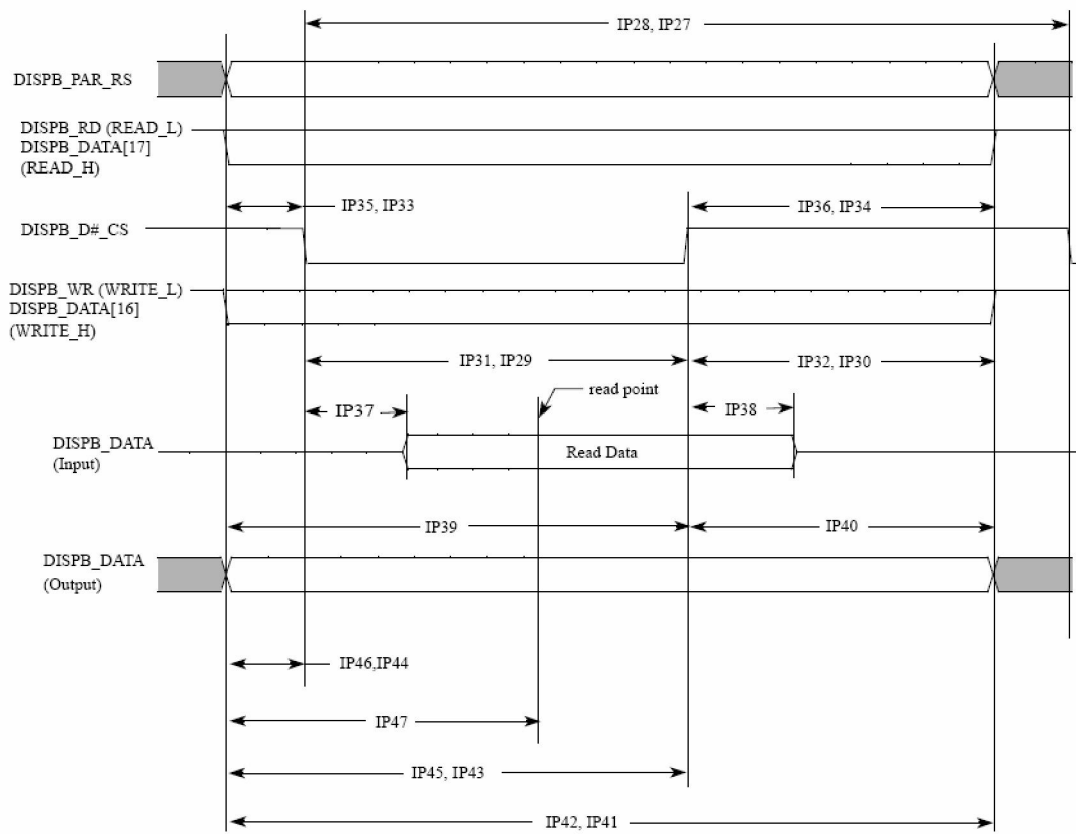 IP28, IP27
DISPB_PAR_RS
DISPB_RD (READ_L)
DISPB_DATA[17]
(READ_H)
IP35, IP33
IP36, IP34
DISPB_D#_CS
DISPB_WR (WRITE_L)
DISPB_DATA[16]
(WRITE_H)
IP31, IP29
IP32, IP30
read point
IP37
IP38
DISPB_DATA
(Input)
Read Data
IP39
IP40
DISPB_DATA
(Output)
IP46,IP44
IP47
IP45, IP43
IP42, IP41